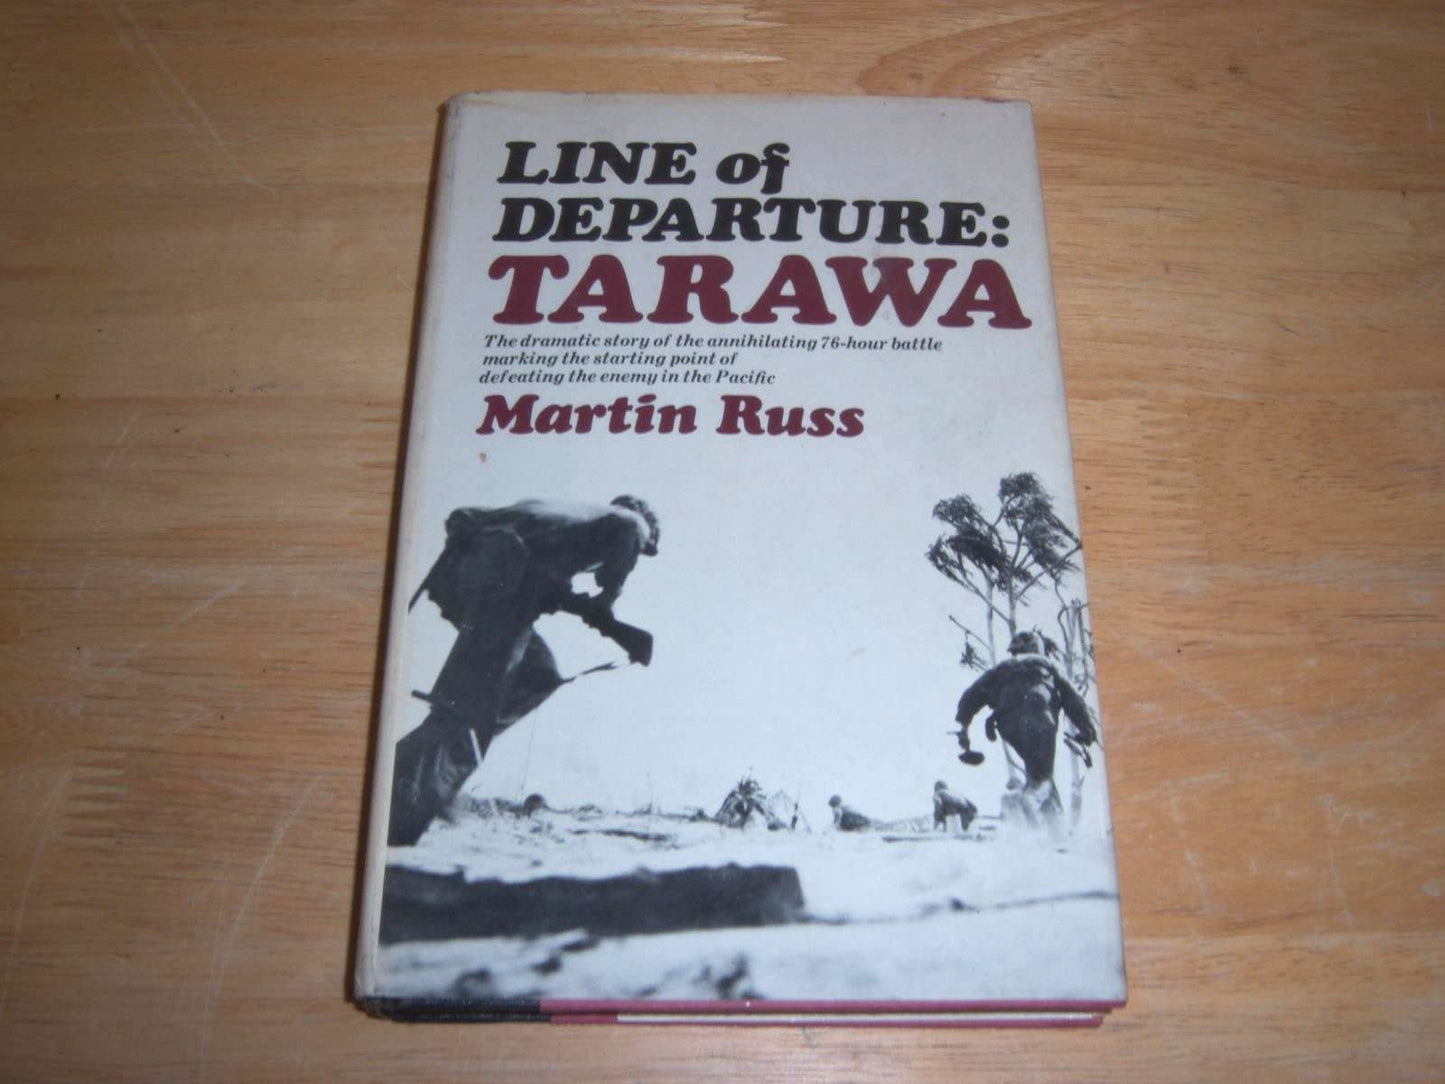 LINE of
DEPARTURE:
TARAWA
The dramatic story of the annihilating 76-hour battle
marking the starting point of
defeating the enemy in the Pacific
Martin Russ